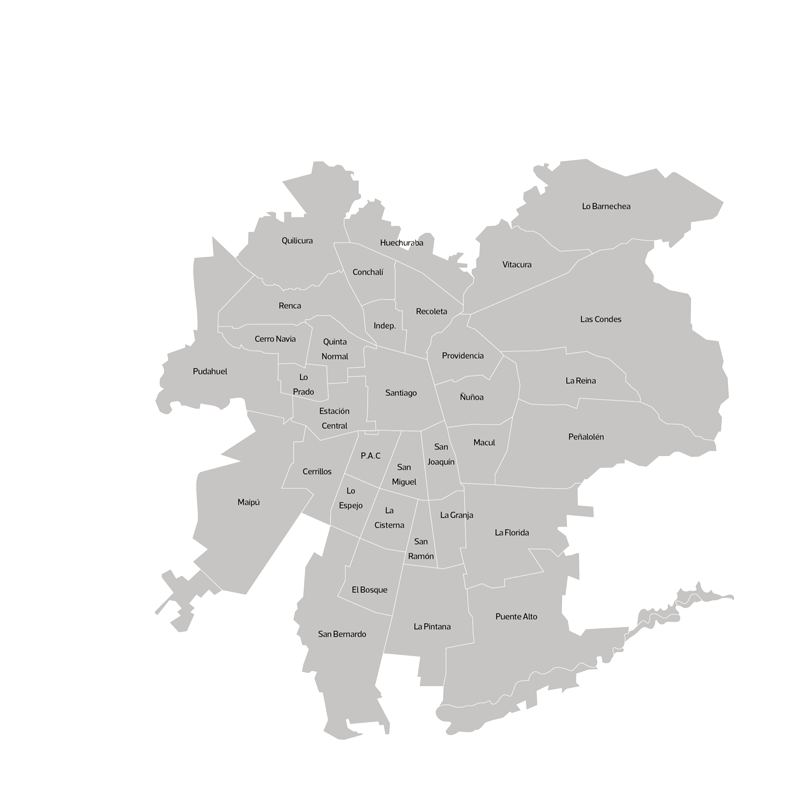 Lo Barnechea
Quilicura
Huechuraba
Vitacura
Conchalí
Renca
Recoleta
Las Condes
Indep.
Cerro Navia
Quinta
Normal
Providencia
Pudahuel
Lo
Prado
La Reina
Santiago
Ñuñoa
Estación
Central
Peñalolén
Macul
San
Joaquín
P.A.C
San
Miguel
Cerrillos
Lo
Espejo
Maipú
La
Cisterna
La Granja
La Florida
San
Ramón
El Bosque
Puente Alto
La Pintana
San Bernardo